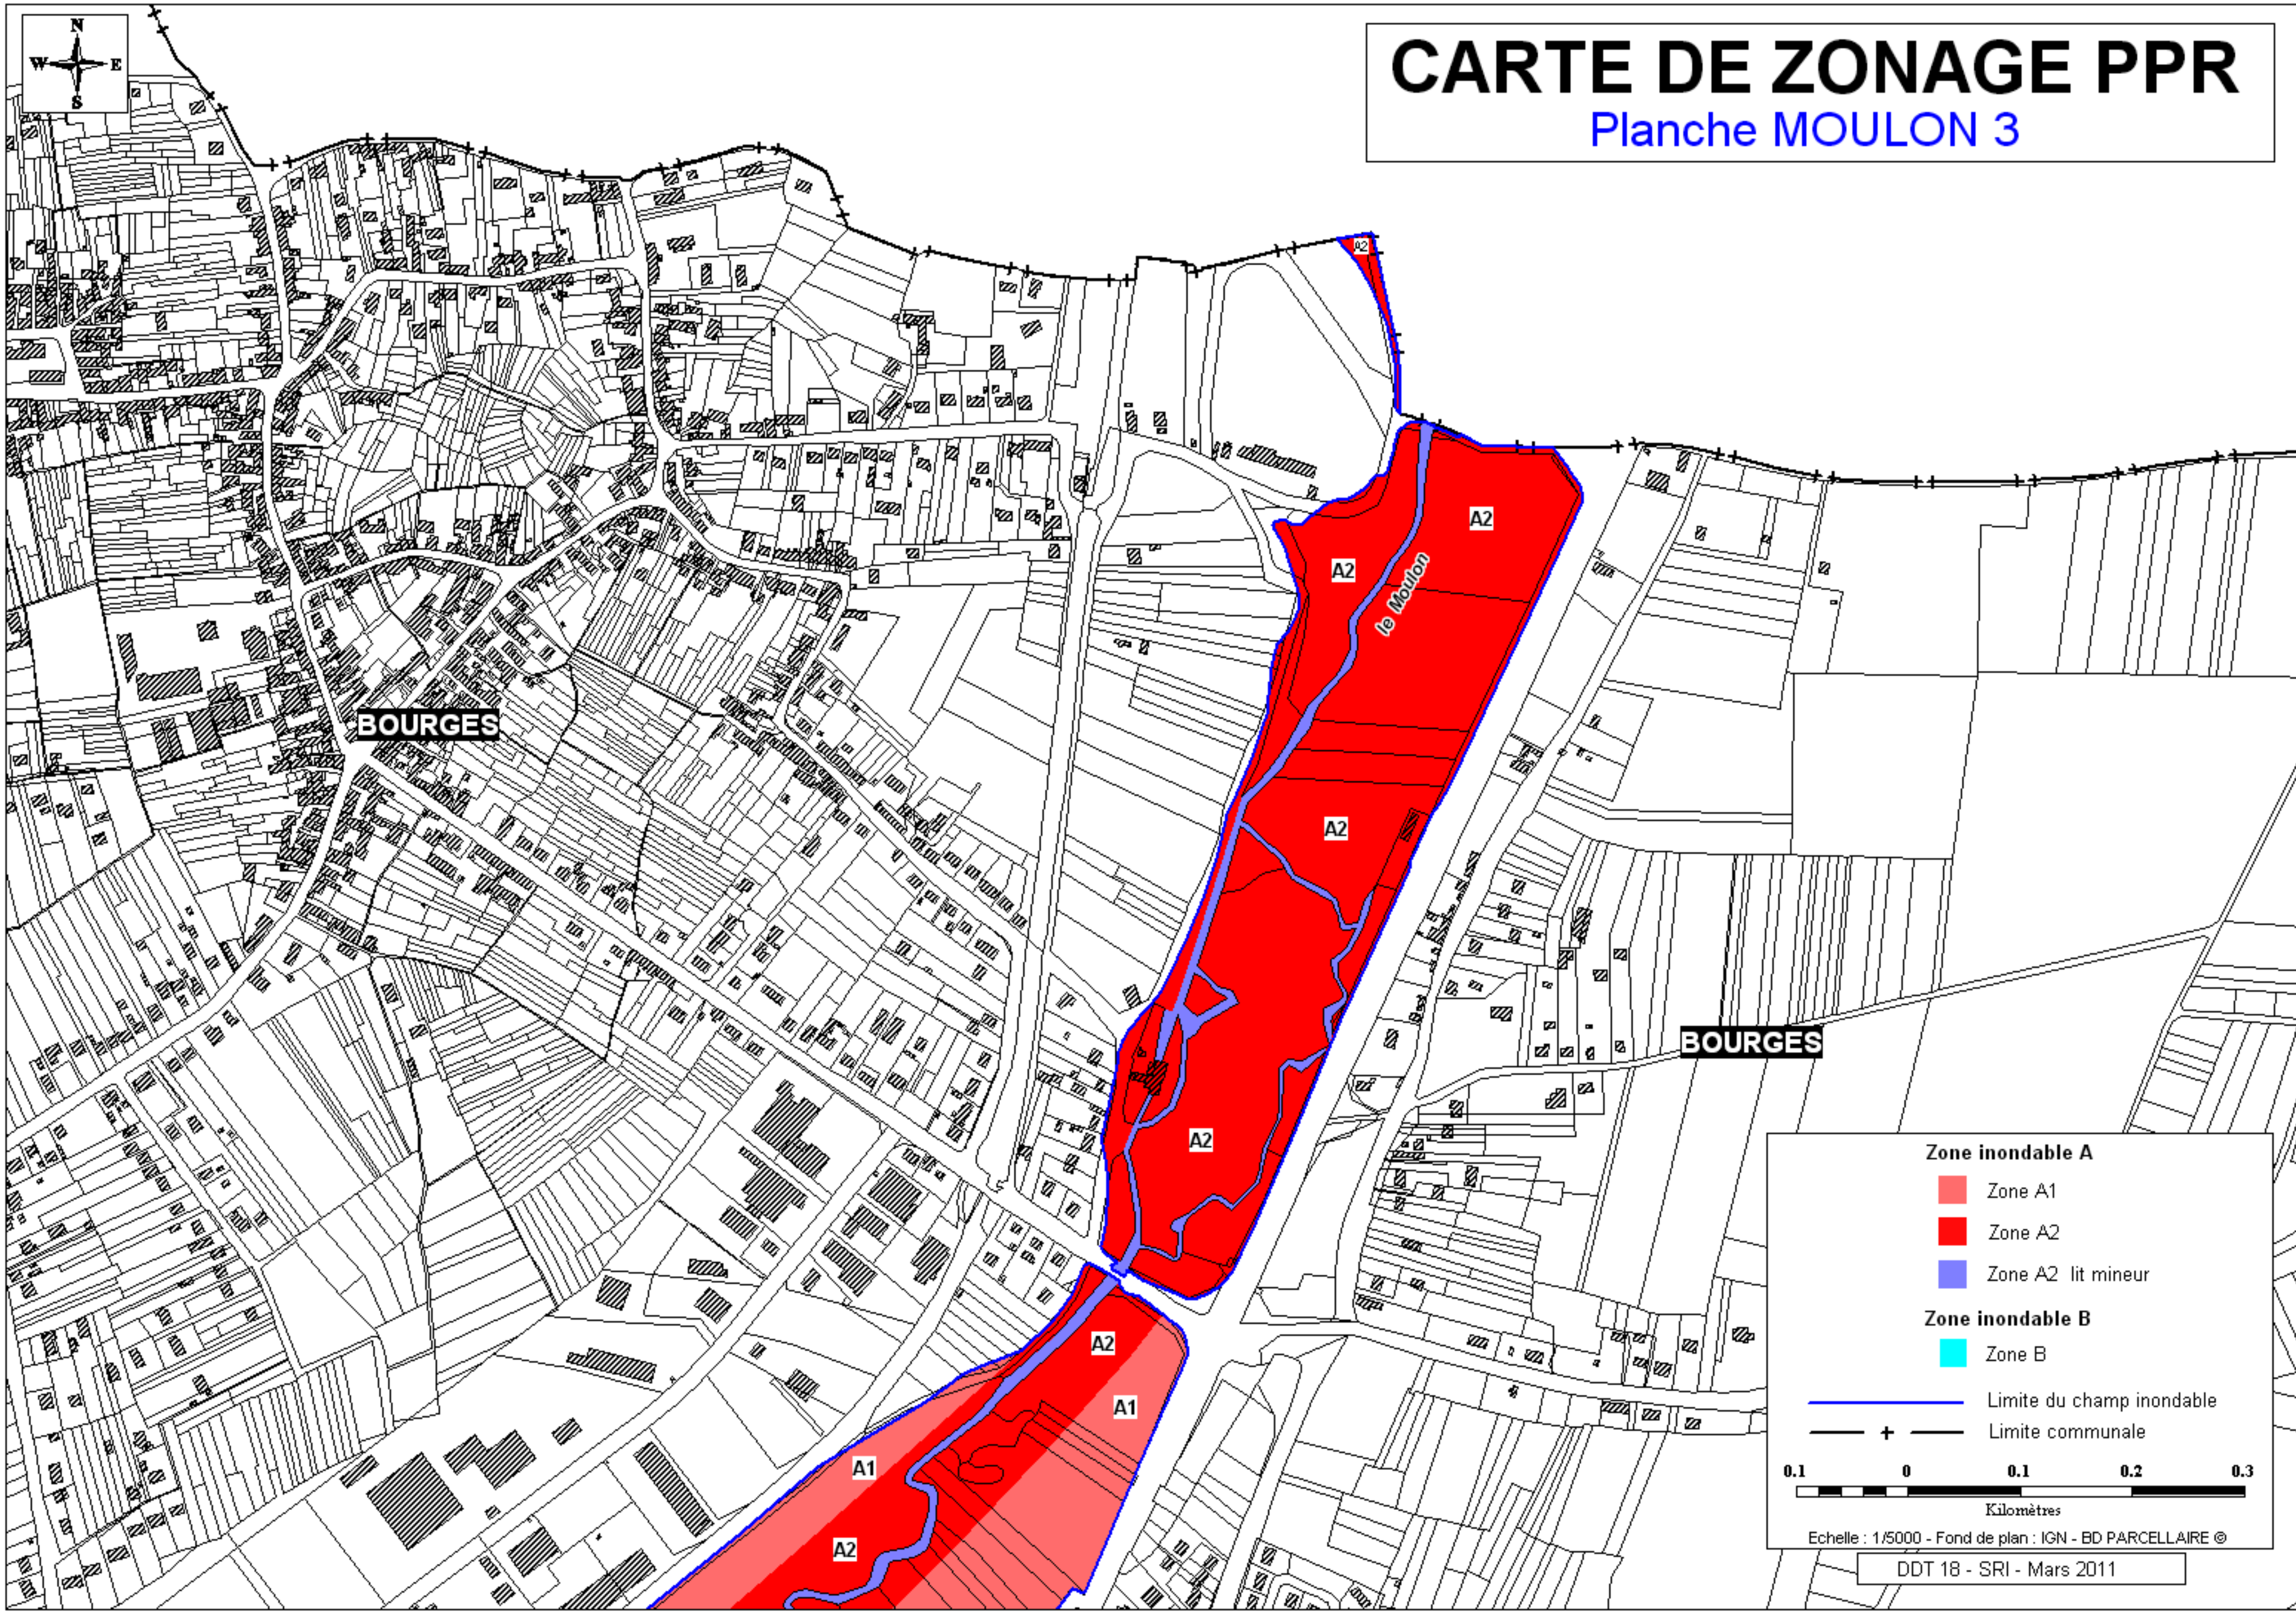 N
W E
S
CARTE DE ZONAGE PPR
Planche MOULON 3
A2
A2
A2
le Moulon
BOURGES
A2
BOURGES
A2
A2
A1
A1
A2
Zone inondable A
Zone A1
Zone A2
Zone A2 lit mineur
Zone inondable B
Zone B
Limite du champ inondable
Limite communale
0.1 0 0.1 0.2 0.3
Kilomètres
Echelle : 1/5000 - Fond de plan : IGN - BD PARCELLAIRE ©
DDT 18 - SRI - Mars 2011